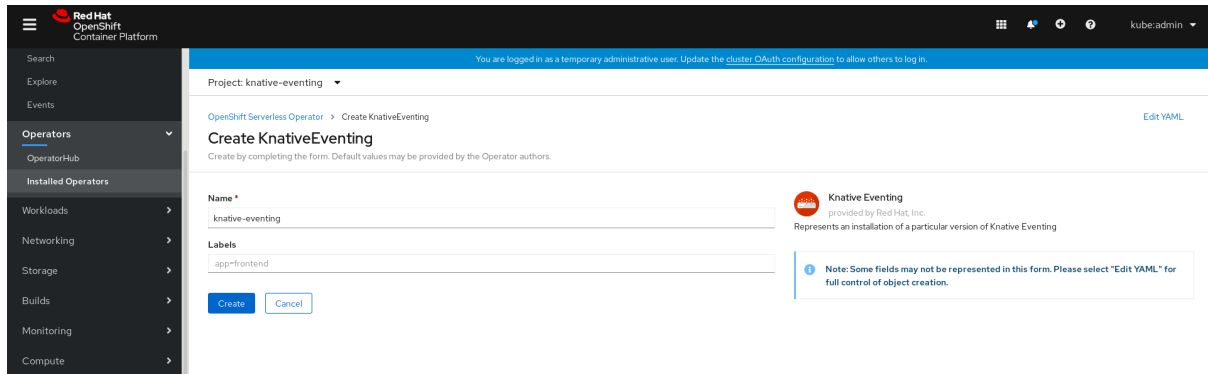 Red Hat
OpenShift
Container Platform
kube:admin
Search
Explore
Events
Operators
OperatorHub
Installed Operators
Workloads
Networking
Storage
Builds
Monitoring
Compute
You are logged in as a temporary administrative user. Update the cluster OAuth configuration to allow others to log in.
Project: knative-eventing
OpenShift Serverless Operator > Create KnativeEventing
Edit YAML
Create KnativeEventing
Create by completing the form. Default values may be provided by the Operator authors.
Name *
knative-eventing
Labels
app=frontend
Create
Cancel
Knative Eventing
provided by Red Hat, Inc.
Represents an installation of a particular version of Knative Eventing
Note: Some fields may not be represented in this form. Please select "Edit YAML" for
full control of object creation.